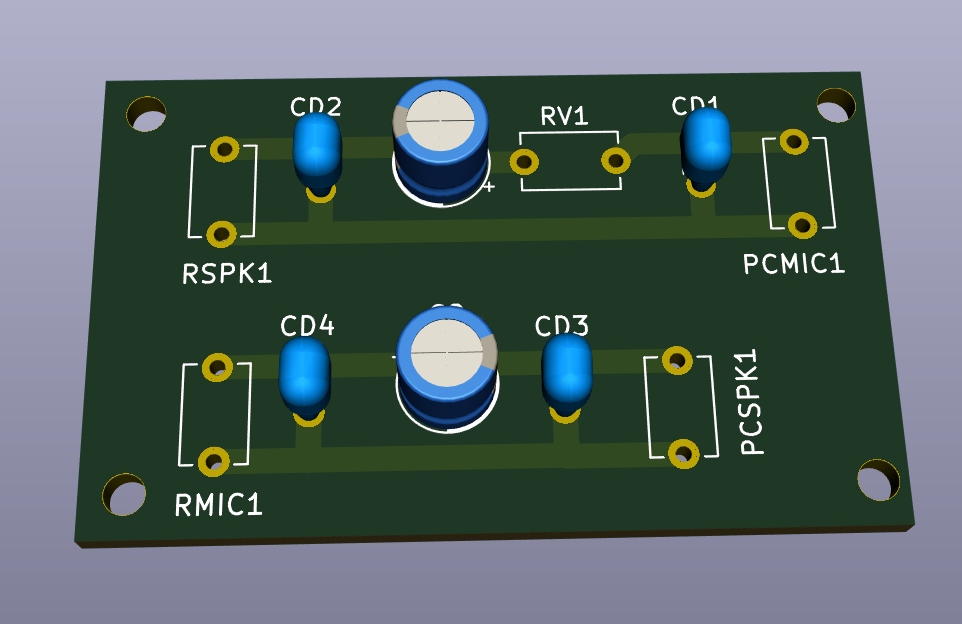 CD2
RV1
CD1
+
RSPK1
PCMIC1
CD4
CD3
PCSPK1
RMIC1